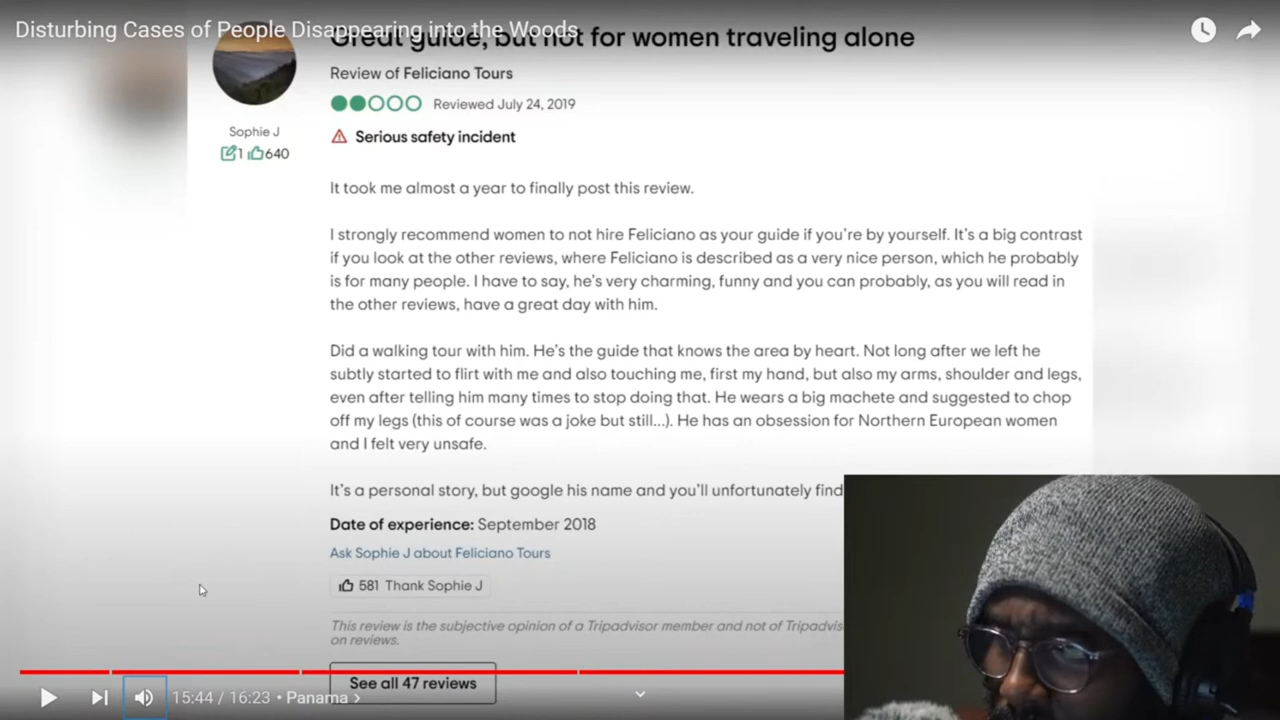 Disturbing Cases of People Disappearing into the Woods
Great guide, but not for women traveling alone
Review of Feliciano Tours
Reviewed July 24, 2019
Sophie J
1 640
Serious safety incident
It took me almost a year to finally post this review.
I strongly recommend women to not hire Feliciano as your guide if you're by yourself. It's a big contrast
if you look at the other reviews, where Feliciano is described as a very nice person, which he probably
is for many people. I have to say, he's very charming, funny and you can probably, as you will read in
the other reviews, have a great day with him.
Did a walking tour with him. He's the guide that knows the area by heart. Not long after we left he
subtly started to flirt with me and also touching me, first my hand, but also my arms, shoulder and legs,
even after telling him many times to stop doing that. He wears a big machete and suggested to chop
off my legs (this of course was a joke but still...). He has an obsession for Northern European women
and I felt very unsafe.
It's a personal story, but google his name and you'll unfortunately find
Date of experience: September 2018
Ask Sophie J about Feliciano Tours
581 Thank Sophie J
This review is the subjective opinion of a Tripadvisor member and not of Tripadvis
on reviews.
See all 47 reviews
15:44 / 16:23 • Panama >